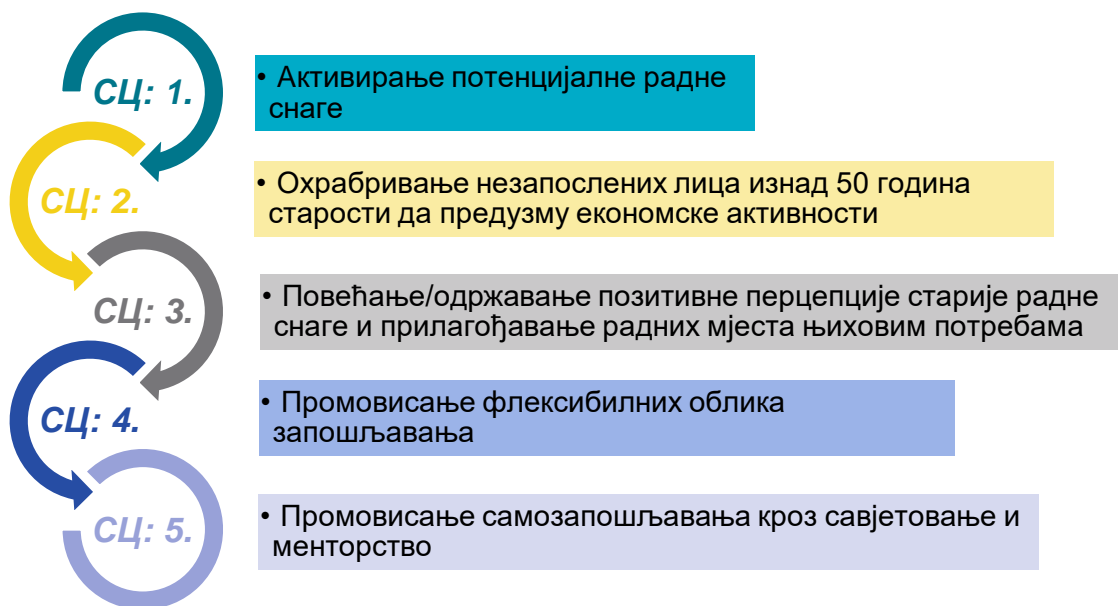 СЦ: 1.
• Активирање потенцијалне радне
снаге
СЦ: 2.
• Охрабривање незапослених лица изнад 50 година
старости да предузму економске активности
СЦ: 3.
• Повећање/одржавање позитивне перцепције старије радне
снаге и прилагођавање радних мјеста њиховим потребама
СЦ: 4.
• Промовисање флексибилних облика
запошљавања
СЦ: 5.
• Промовисање самозапошљавања кроз савјетовање и
менторство